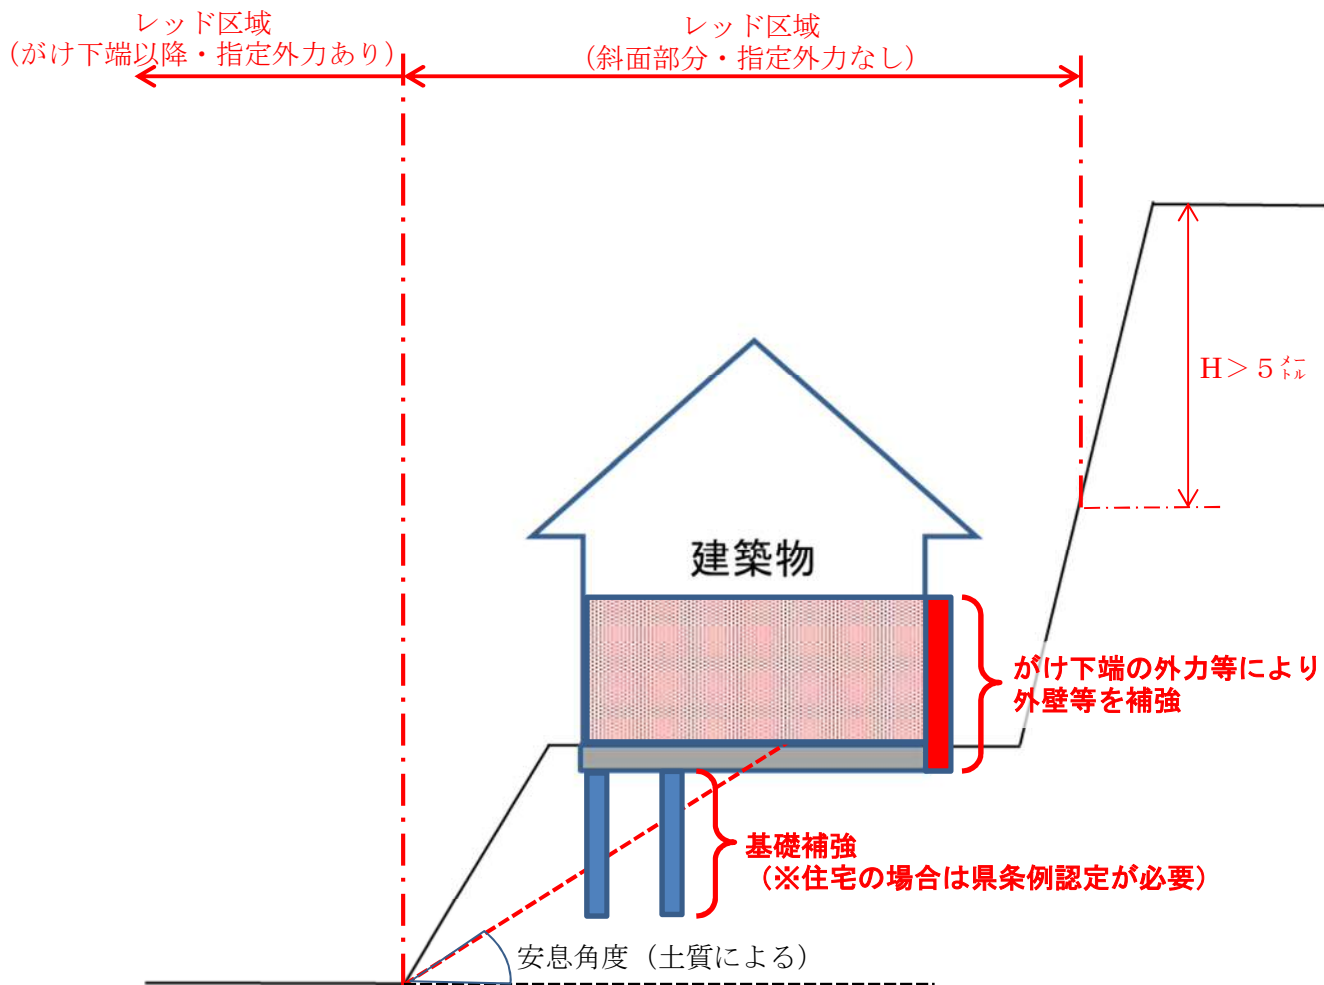 レッド区域
（がけ下端以降・指定外力あり）
レッド区域
（斜面部分・指定外力なし）
H＞５メートル
建築物
がけ下端の外力等により
外壁等を補強
基礎補強
（※住宅の場合は県条例認定が必要）
安息角度（土質による）